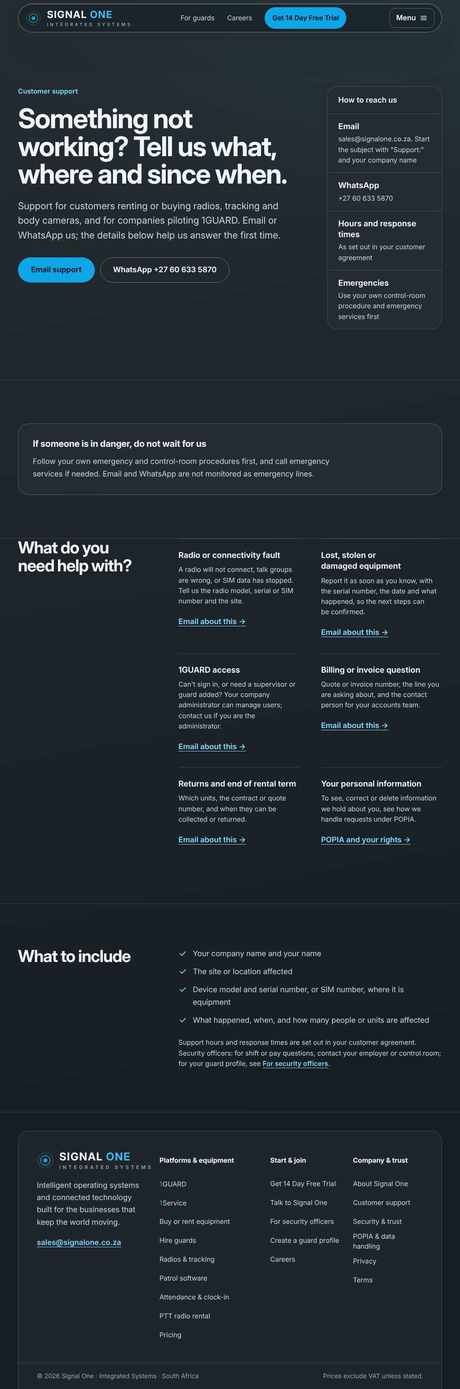 SIGNAL ONE
INTEGRATED SYSTEMS
For guards
Careers
Get 14 Day Free Trial
Menu
Customer support
Something not
working? Tell us what,
where and since when.
Support for customers renting or buying radios, tracking and
body cameras, and for companies piloting 1GUARD. Email or
WhatsApp us; the details below help us answer the first time.
Email support
WhatsApp +27 60 633 5870
How to reach us
Email
sales@signalone.co.za. Start
the subject with "Support:"
and your company name
WhatsApp
+27 60 633 5870
Hours and response
times
As set out in your customer
agreement
Emergencies
Use your own control-room
procedure and emergency
services first
If someone is in danger, do not wait for us
Follow your own emergency and control-room procedures first, and call emergency
services if needed. Email and WhatsApp are not monitored as emergency lines.
What do you
need help with?
Radio or connectivity fault
A radio will not connect, talk groups
are wrong, or SIM data has stopped.
Tell us the radio model, serial or SIM
number and the site.
Email about this →
Lost, stolen or
damaged equipment
Report it as soon as you know, with
the serial number, the date and what
happened, so the next steps can
be confirmed.
Email about this →
1GUARD access
Can't sign in, or need a supervisor or
guard added? Your company
administrator can manage users;
contact us if you are the
administrator.
Email about this →
Billing or invoice question
Quote or invoice number, the line you
are asking about, and the contact
person for your accounts team.
Email about this →
Returns and end of rental term
Which units, the contract or quote
number, and when they can be
collected or returned.
Email about this →
Your personal information
To see, correct or delete information
we hold about you, see how we
handle requests under POPIA.
POPIA and your rights →
What to include
Your company name and your name
The site or location affected
Device model and serial number, or SIM number, where it is
equipment
What happened, when, and how many people or units are affected
Support hours and response times are set out in your customer agreement.
Security officers: for shift or pay questions, contact your employer or control room;
for your guard profile, see For security officers.
SIGNAL ONE
INTEGRATED SYSTEMS
Intelligent operating systems
and connected technology
built for the businesses that
keep the world moving.
sales@signalone.co.za
Platforms & equipment
1GUARD
1Service
Buy or rent equipment
Hire guards
Radios & tracking
Patrol software
Attendance & clock-in
PTT radio rental
Pricing
Start & join
Get 14 Day Free Trial
Talk to Signal One
For security officers
Create a guard profile
Careers
Company & trust
About Signal One
Customer support
Security & trust
POPIA & data
handling
Privacy
Terms
© 2026 Signal One · Integrated Systems · South Africa
Prices exclude VAT unless stated.